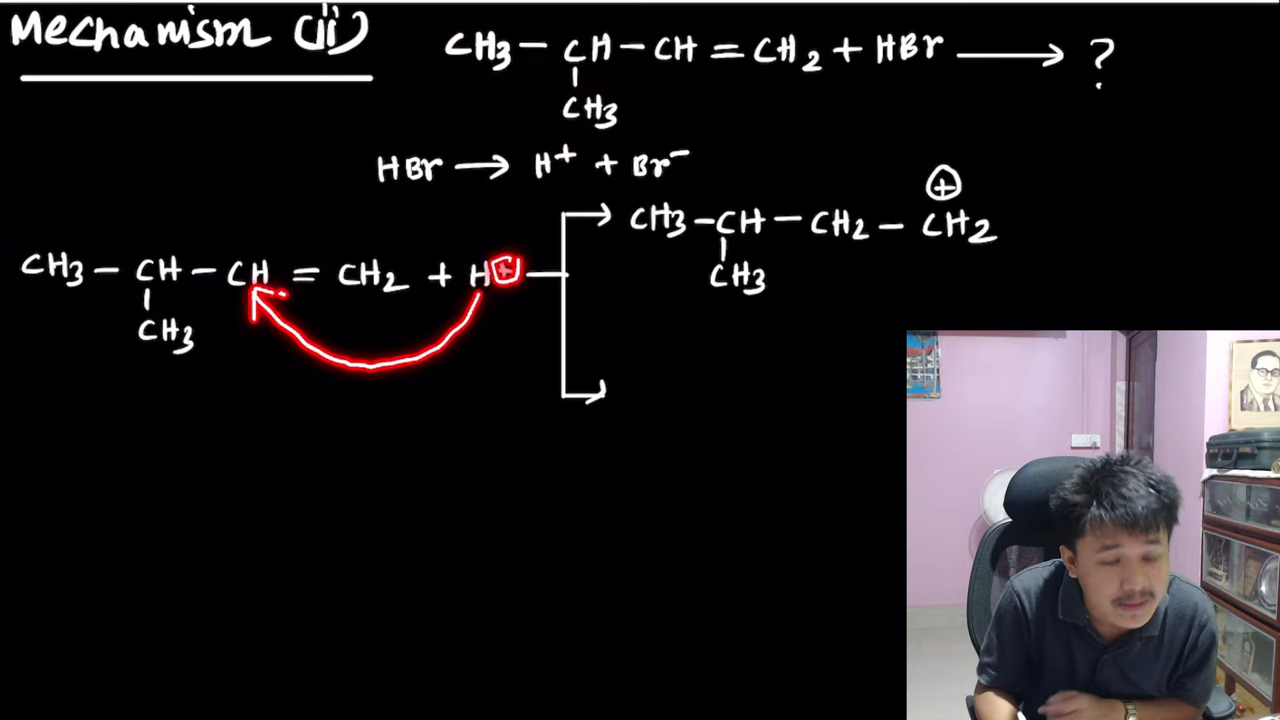 Mechanism (ii)
CH3 — CH — CH = CH2 + HBr ⟶ ?
CH3
HBr ⟶ H+ + Br-
CH3 — CH — CH2 — CH2
+
CH3
CH3 — CH — CH = CH2 + H+
CH3